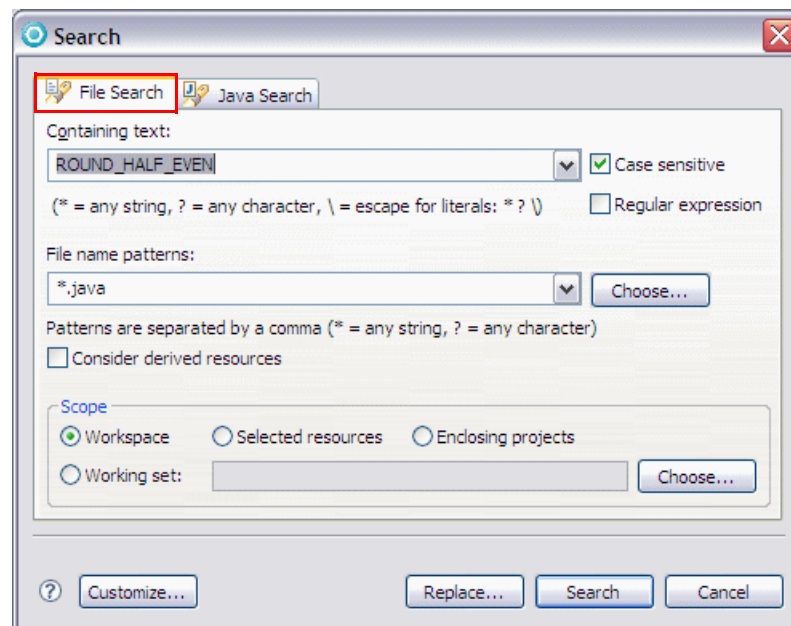 Search
File Search Java Search
Containing text:
ROUND_HALF_EVEN Case sensitive
(* = any string, ? = any character, \ = escape for literals: * ? \) Regular expression
File name patterns:
*.java Choose...
Patterns are separated by a comma (* = any string, ? = any character)
Consider derived resources
Scope
Workspace Selected resources Enclosing projects
Working set: Choose...
? Customize... Replace... Search Cancel